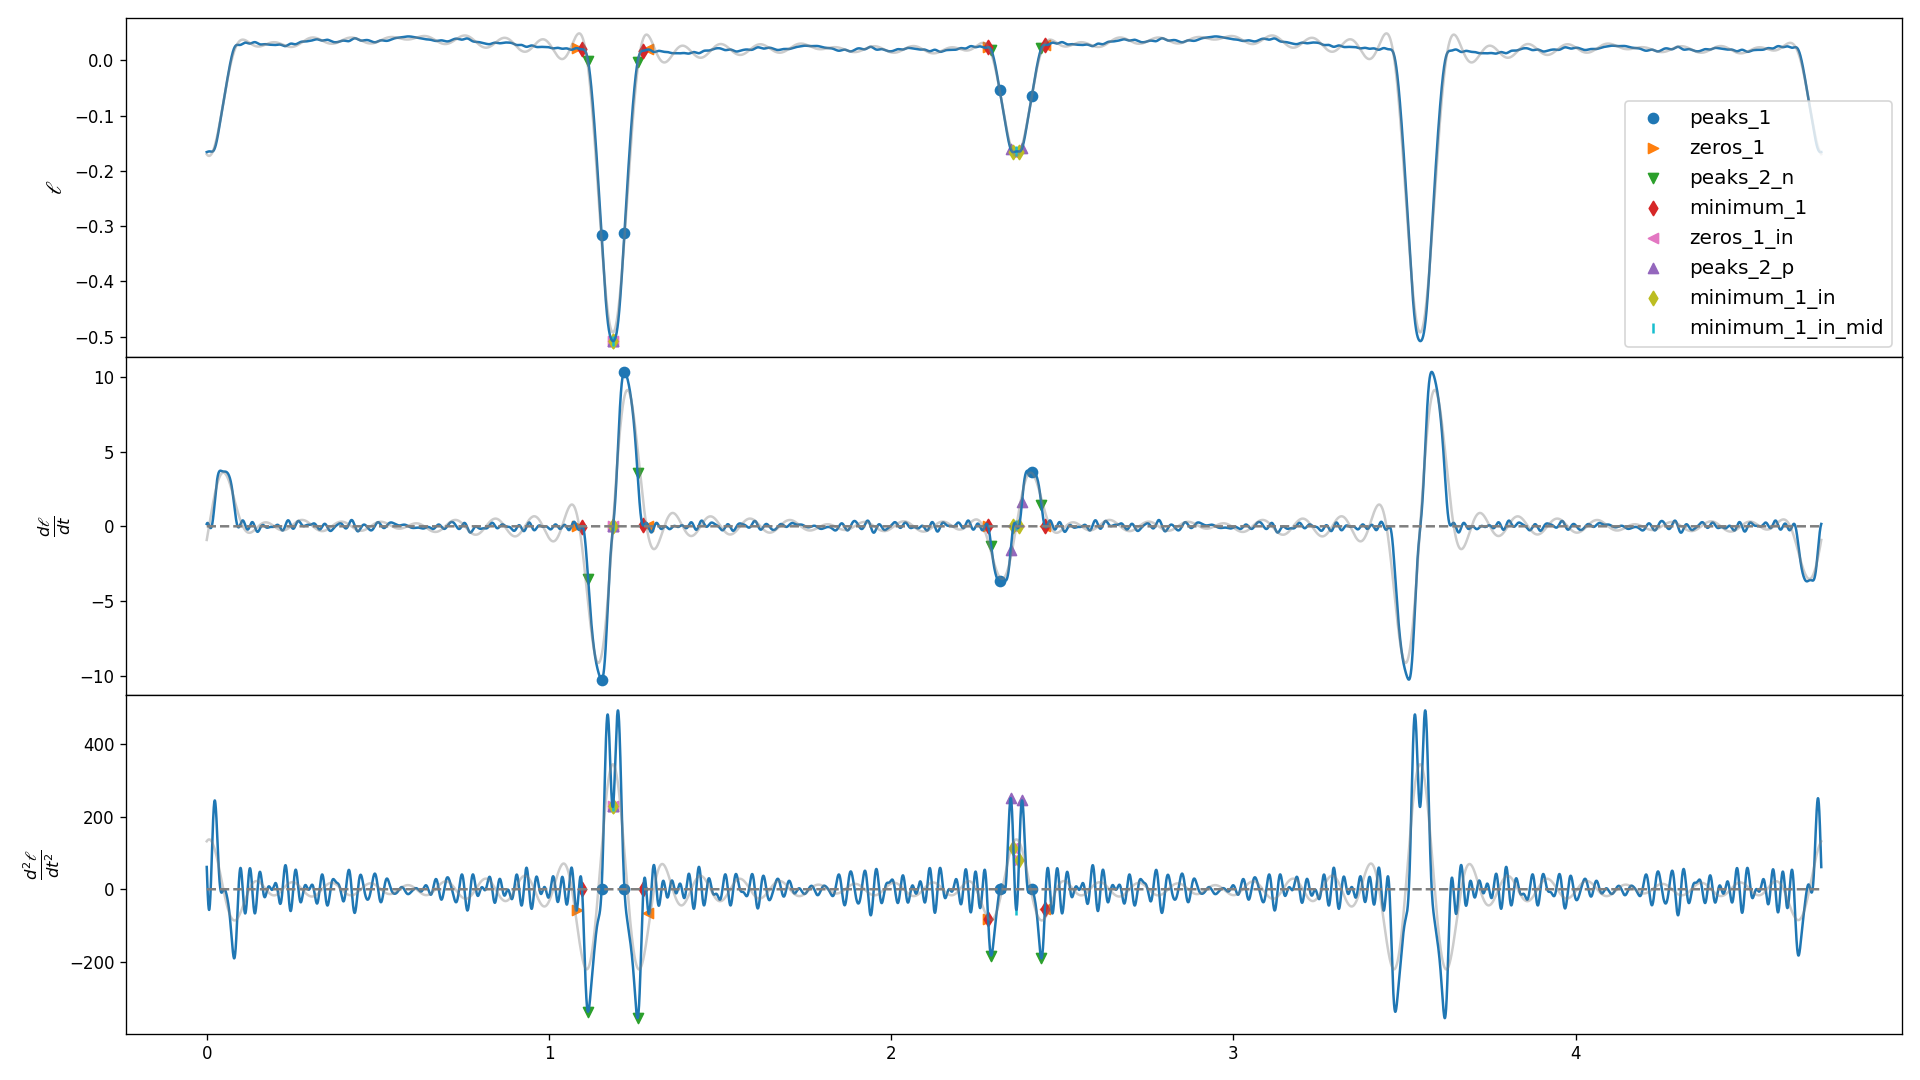 0.0
−0.1
−0.2
−0.3
−0.4
−0.5
ℓ
peaks_1
zeros_1
peaks_2_n
minimum_1
zeros_1_in
peaks_2_p
minimum_1_in
minimum_1_in_mid
10
5
0
−5
−10
dℓ
dt
400
200
0
−200
d²ℓ
dt²
0 1 2 3 4